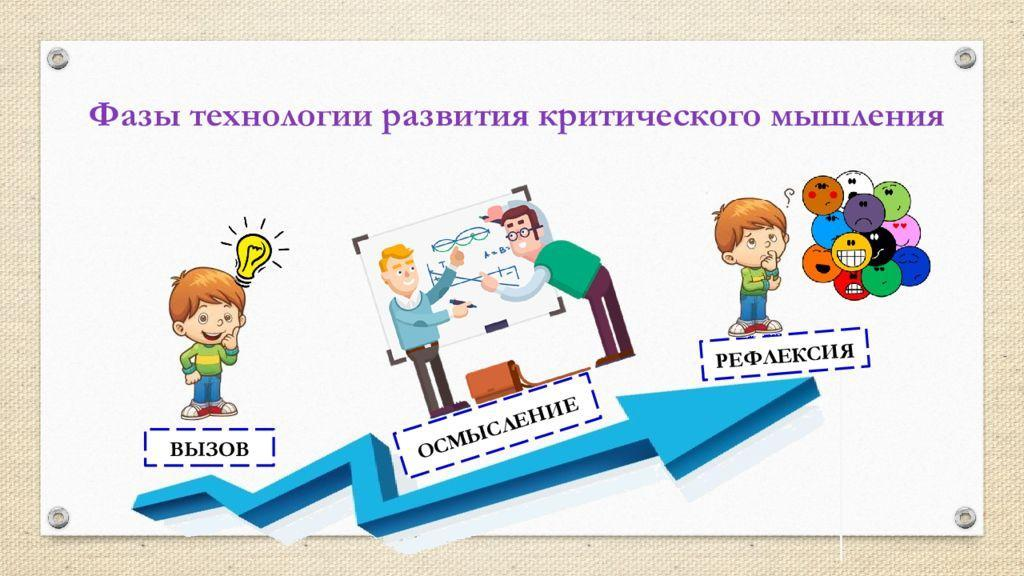 Фазы технологии развития критического мышления
ВЫЗОВ
ОСМЫСЛЕНИЕ
РЕФЛЕКСИЯ